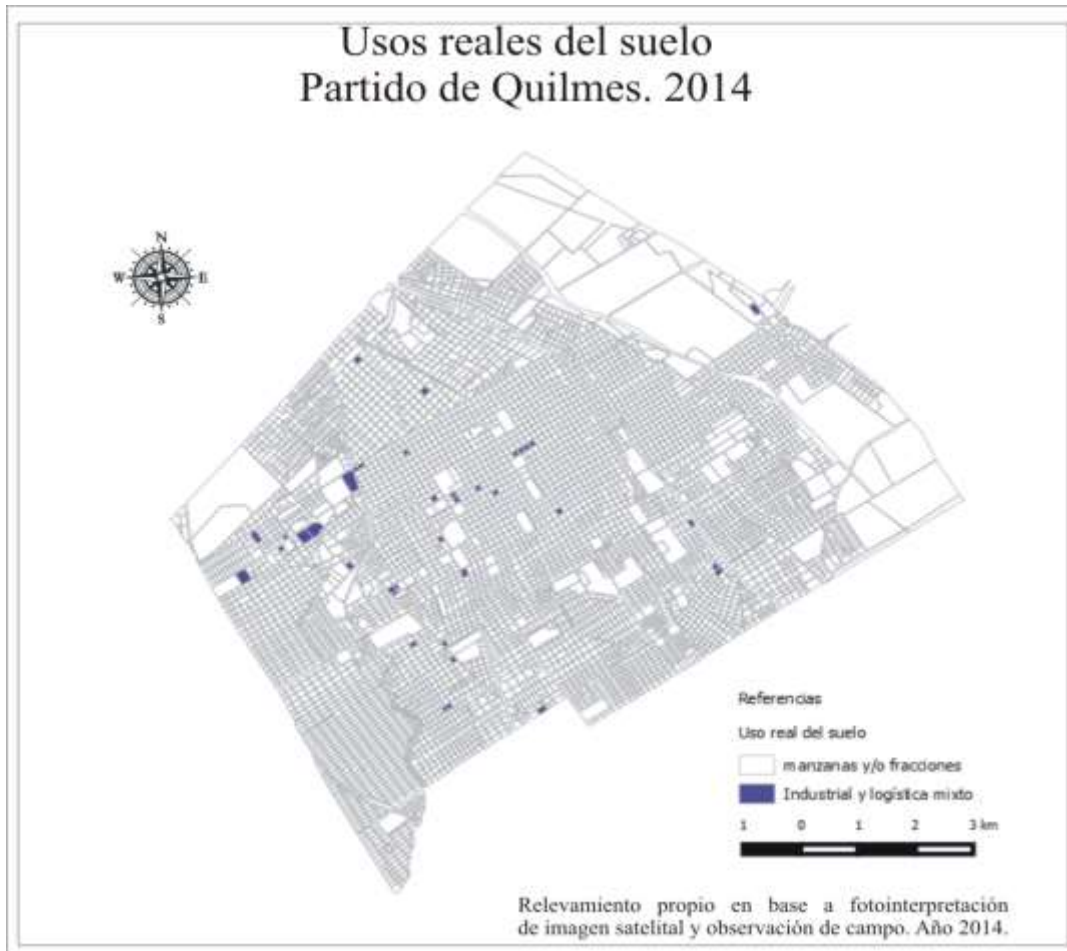 Usos reales del suelo
Partido de Quilmes. 2014
N
W E
S
Referencias
Uso real del suelo
manzanas y/o fracciones
Industrial y logística mixto
1 0 1 2 3 km
Relevamiento propio en base a fotointerpretación
de imagen satelital y observación de campo. Año 2014.